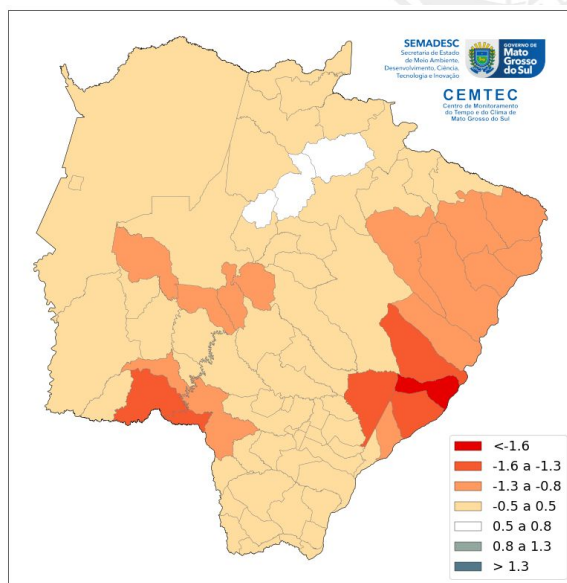 SEMADESC
Secretaria de Estado
de Meio Ambiente,
Desenvolvimento, Ciência,
Tecnologia e Inovação
GOVERNO DE
Mato
Grosso
do Sul
CEMTEC
Centro de Monitoramento
do Tempo e do Clima de
Mato Grosso do Sul
<-1.6
-1.6 a -1.3
-1.3 a -0.8
-0.5 a 0.5
0.5 a 0.8
0.8 a 1.3
> 1.3